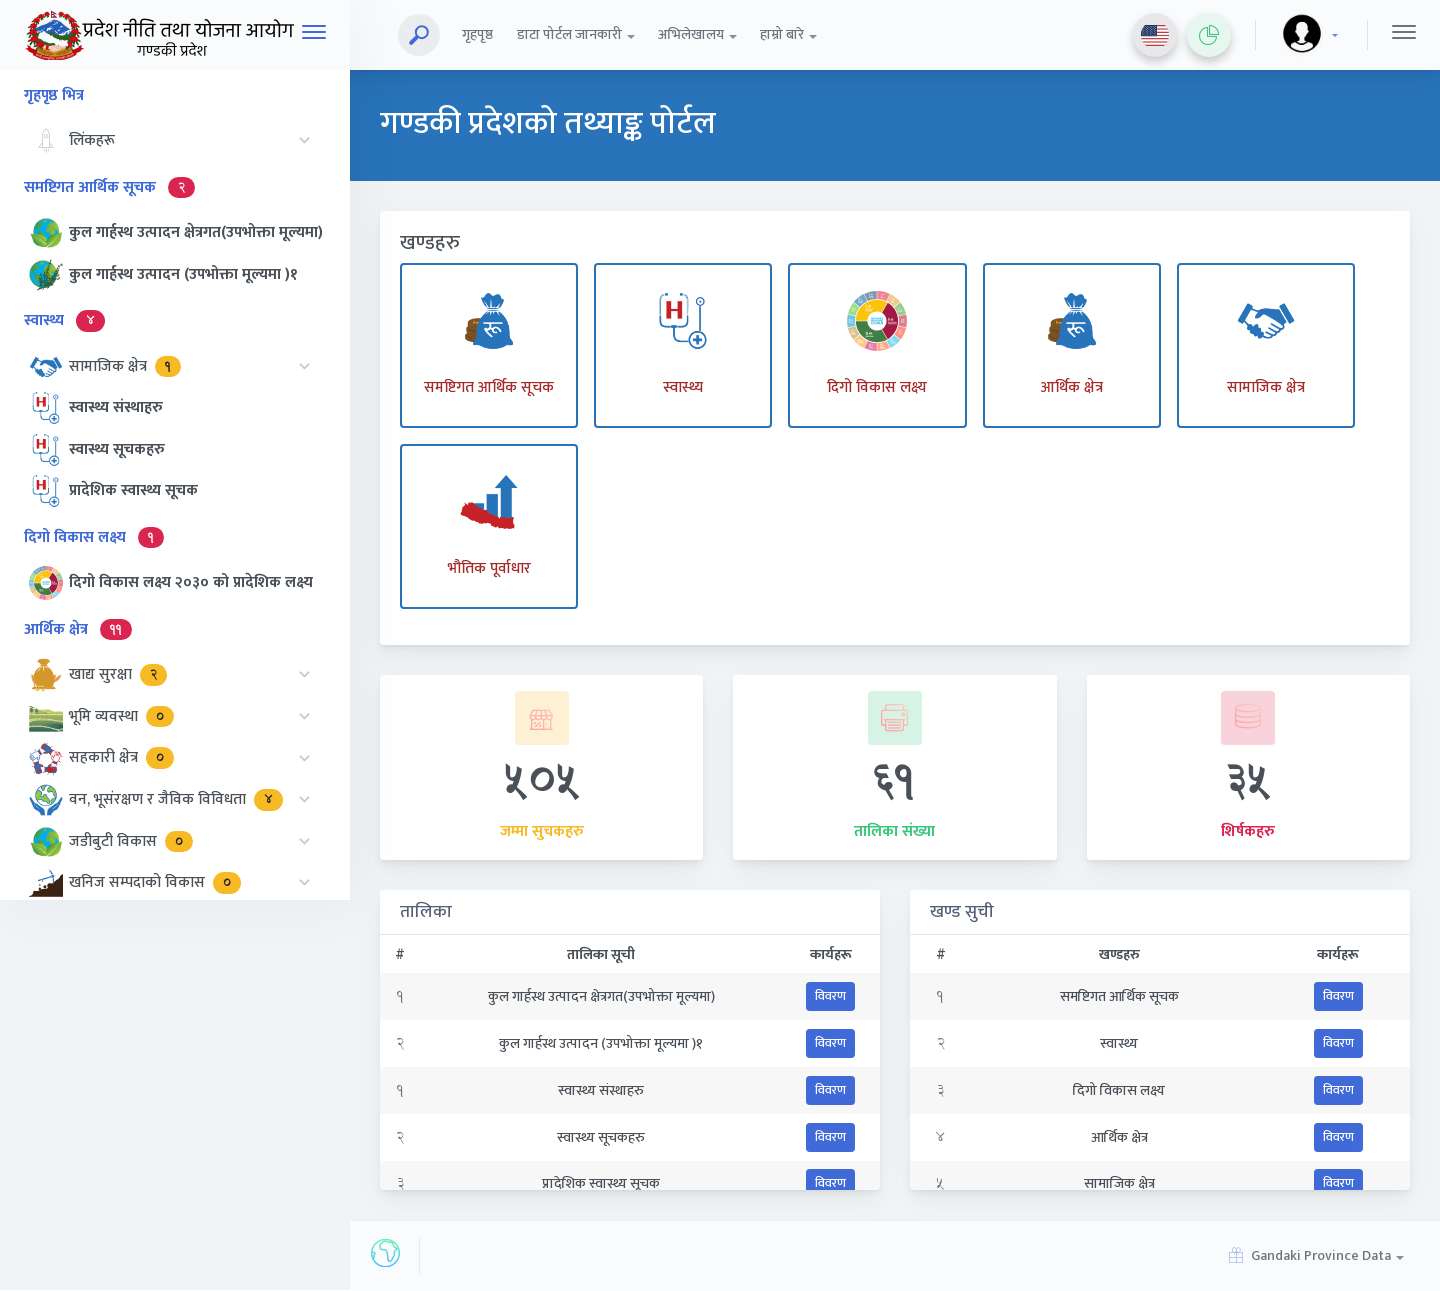 प्रदेश नीति तथा योजना आयोग
गण्डकी प्रदेश
गृहपृष्ठ
डाटा पोर्टल जानकारी
अभिलेखालय
हाम्रो बारे
गृहपृष्ठ भित्र
लिंकहरू
समष्टिगत आर्थिक सूचक २
कुल गार्हस्थ उत्पादन क्षेत्रगत(उपभोक्ता मूल्यमा)
कुल गार्हस्थ उत्पादन (उपभोक्ता मूल्यमा )१
स्वास्थ्य ४
सामाजिक क्षेत्र १
स्वास्थ्य संस्थाहरु
स्वास्थ्य सूचकहरु
प्रादेशिक स्वास्थ्य सूचक
दिगो विकास लक्ष्य १
दिगो विकास लक्ष्य २०३० को प्रादेशिक लक्ष्य
आर्थिक क्षेत्र ११
खाद्य सुरक्षा २
भूमि व्यवस्था ०
सहकारी क्षेत्र ०
वन, भूसंरक्षण र जैविक विविधता ४
जडीबुटी विकास ०
खनिज सम्पदाको विकास ०
गण्डकी प्रदेशको तथ्याङ्क पोर्टल
खण्डहरु
रू
समष्टिगत आर्थिक सूचक
H
स्वास्थ्य
दिगो विकास लक्ष्य
रू
आर्थिक क्षेत्र
सामाजिक क्षेत्र
भौतिक पूर्वाधार
५०५
जम्मा सुचकहरु
६१
तालिका संख्या
३५
शिर्षकहरु
तालिका
# तालिका सूची कार्यहरू
१ कुल गार्हस्थ उत्पादन क्षेत्रगत(उपभोक्ता मूल्यमा) विवरण
२ कुल गार्हस्थ उत्पादन (उपभोक्ता मूल्यमा )१ विवरण
१ स्वास्थ्य संस्थाहरु विवरण
२ स्वास्थ्य सूचकहरु विवरण
३ प्रादेशिक स्वास्थ्य सूचक विवरण
खण्ड सुची
# खण्डहरु कार्यहरू
१ समष्टिगत आर्थिक सूचक विवरण
२ स्वास्थ्य विवरण
३ दिगो विकास लक्ष्य विवरण
४ आर्थिक क्षेत्र विवरण
५ सामाजिक क्षेत्र विवरण
Gandaki Province Data